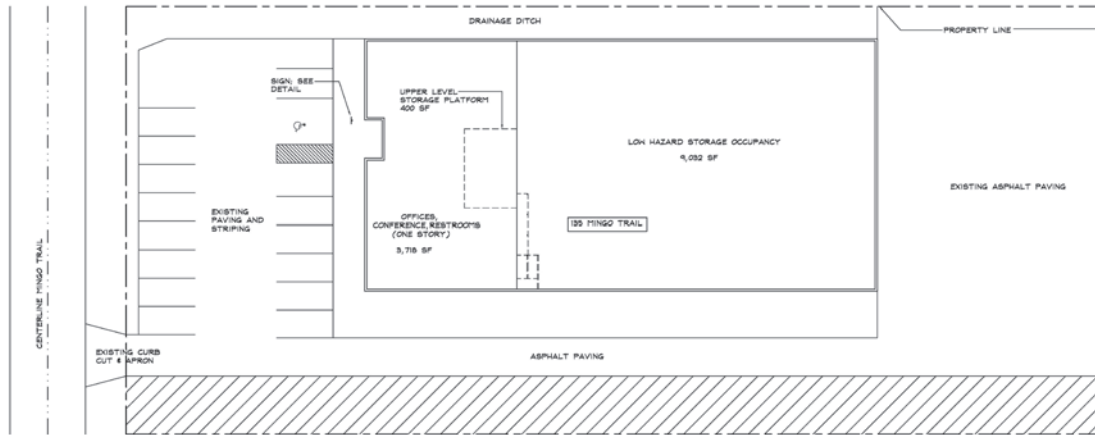 DRAINAGE DITCH
PROPERTY LINE
SIGN; SEE
DETAIL
UPPER LEVEL
STORAGE PLATFORM
400 SF
LOW HAZARD STORAGE OCCUPANCY
9,032 SF
EXISTING ASPHALT PAVING
EXISTING
PAVING AND
STRIPING
OFFICES,
CONFERENCE, RESTROOMS
(ONE STORY)
3,718 SF
135 MINGO TRAIL
CENTERLINE MINGO TRAIL
EXISTING CURB
CUT & APRON
ASPHALT PAVING